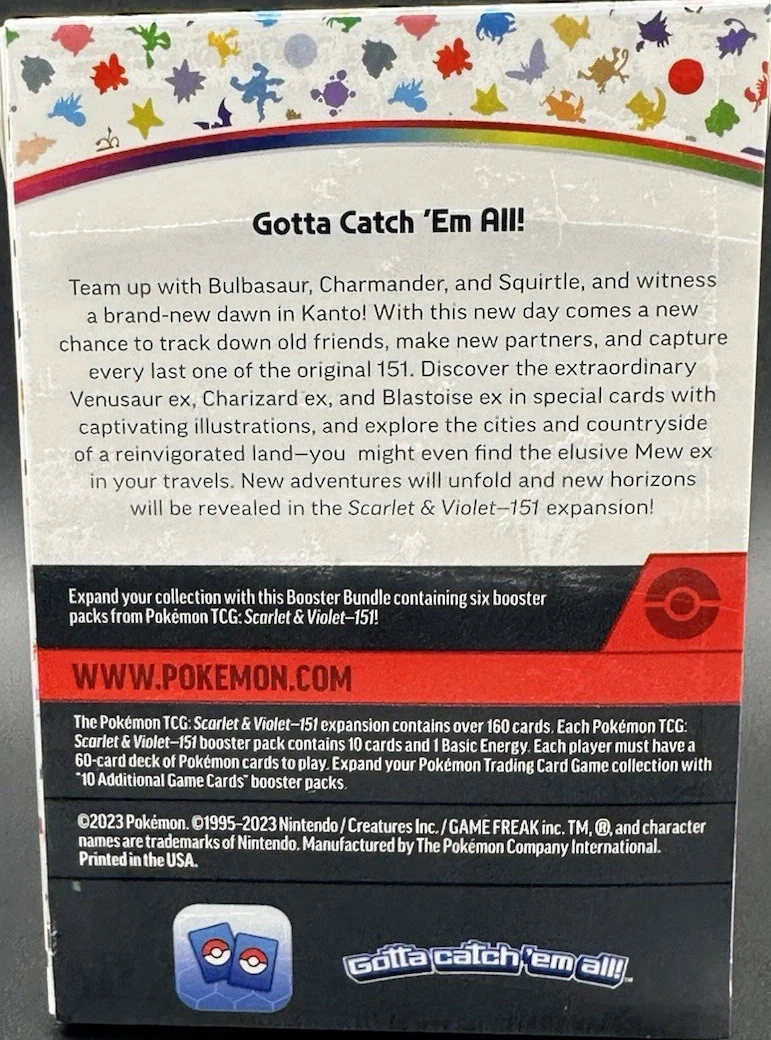 Gotta Catch 'Em All!
Team up with Bulbasaur, Charmander, and Squirtle, and witness
a brand-new dawn in Kanto! With this new day comes a new
chance to track down old friends, make new partners, and capture
every last one of the original 151. Discover the extraordinary
Venusaur ex, Charizard ex, and Blastoise ex in special cards with
captivating illustrations, and explore the cities and countryside
of a reinvigorated land—you might even find the elusive Mew ex
in your travels. New adventures will unfold and new horizons
will be revealed in the Scarlet & Violet—151 expansion!
Expand your collection with this Booster Bundle containing six booster
packs from Pokémon TCG: Scarlet & Violet—151!
WWW.POKEMON.COM
The Pokémon TCG: Scarlet & Violet—151 expansion contains over 160 cards. Each Pokémon TCG:
Scarlet & Violet—151 booster pack contains 10 cards and 1 Basic Energy. Each player must have a
60-card deck of Pokémon cards to play. Expand your Pokémon Trading Card Game collection with
"10 Additional Game Cards" booster packs.
©2023 Pokémon. ©1995–2023 Nintendo / Creatures Inc. / GAME FREAK inc. TM, ®, and character
names are trademarks of Nintendo. Manufactured by The Pokémon Company International.
Printed in the USA.
Gotta catch 'em all!™